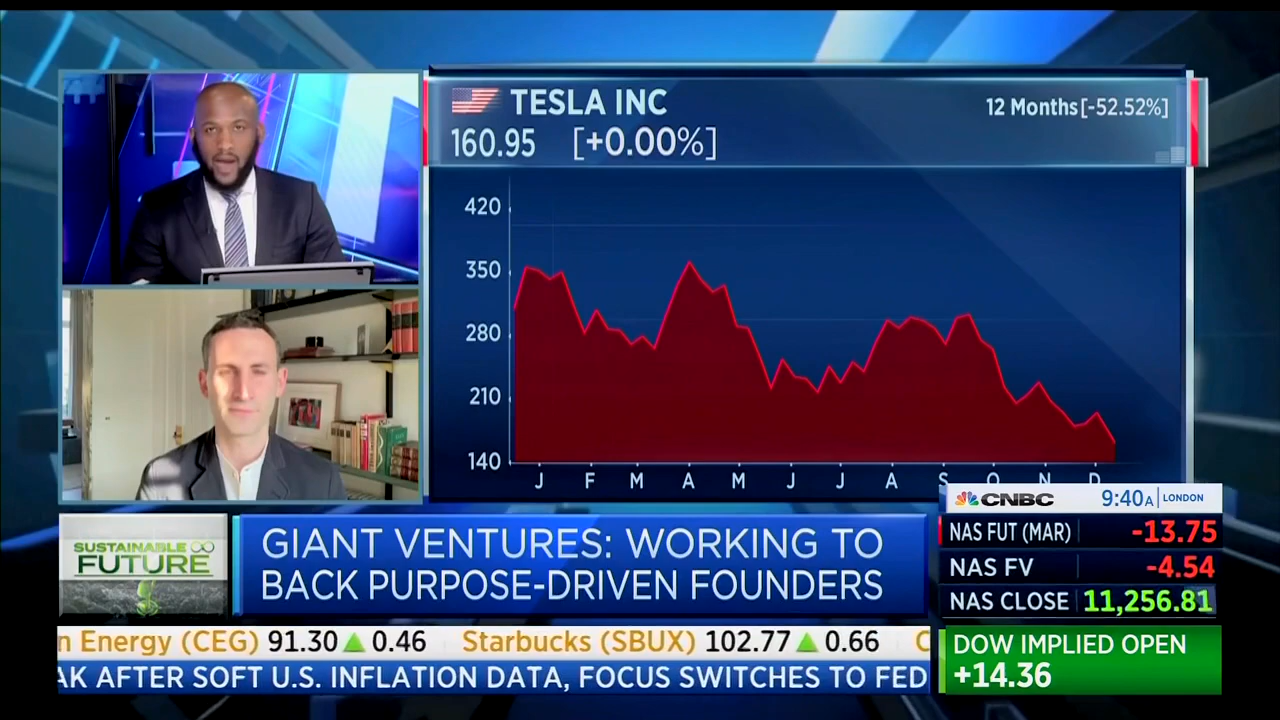 TESLA INC
12 Months[-52.52%]
160.95 [+0.00%]
420
350
280
210
140
J F M A M J J A S O N D
CNBC 9:40A LONDON
NAS FUT (MAR) -13.75
NAS FV -4.54
NAS CLOSE 11,256.81
SUSTAINABLE
FUTURE
GIANT VENTURES: WORKING TO
BACK PURPOSE-DRIVEN FOUNDERS
n Energy (CEG) 91.30 ▲ 0.46 Starbucks (SBUX) 102.77 ▲ 0.66 C
AK AFTER SOFT U.S. INFLATION DATA, FOCUS SWITCHES TO FED
DOW IMPLIED OPEN
+14.36